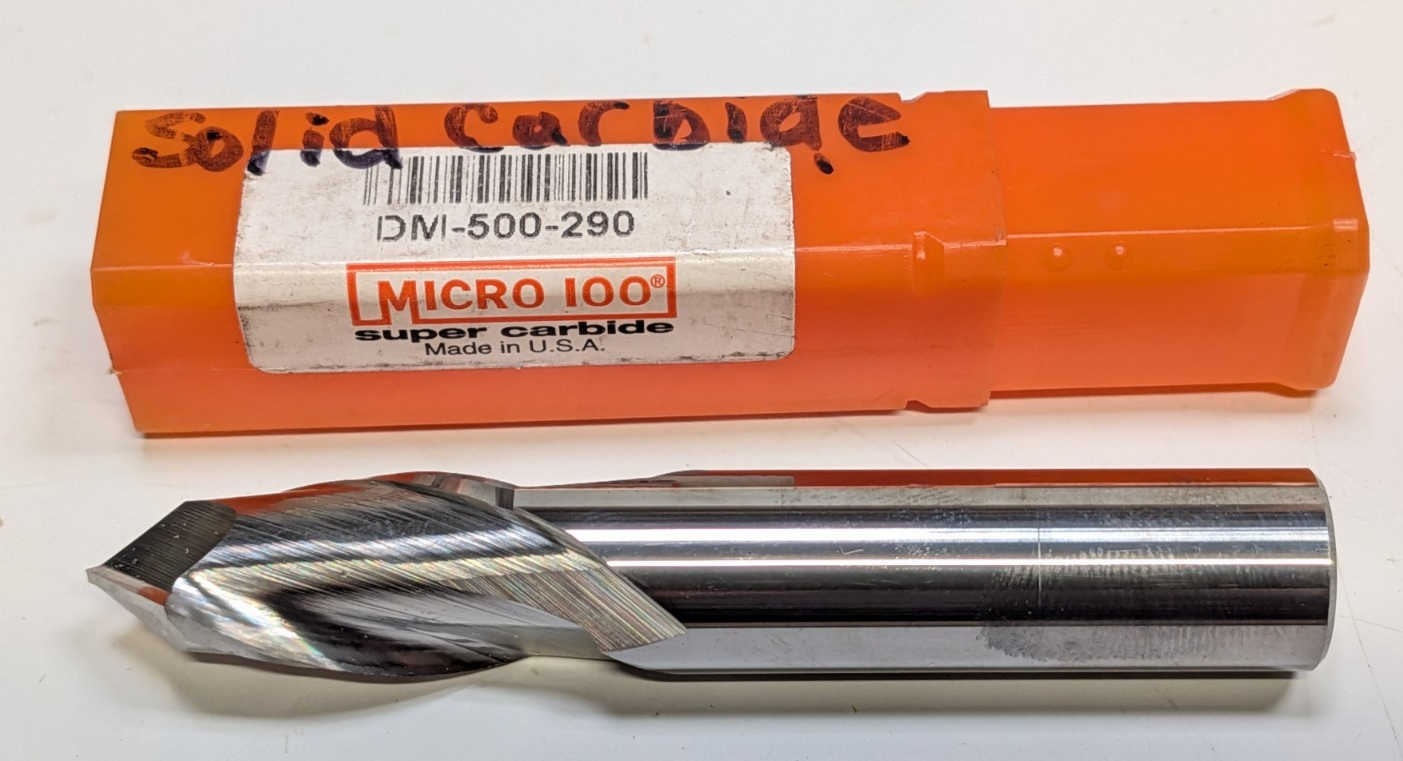 Solid carbide
DM-500-290
MICRO 100®
super carbide
Made in U.S.A.